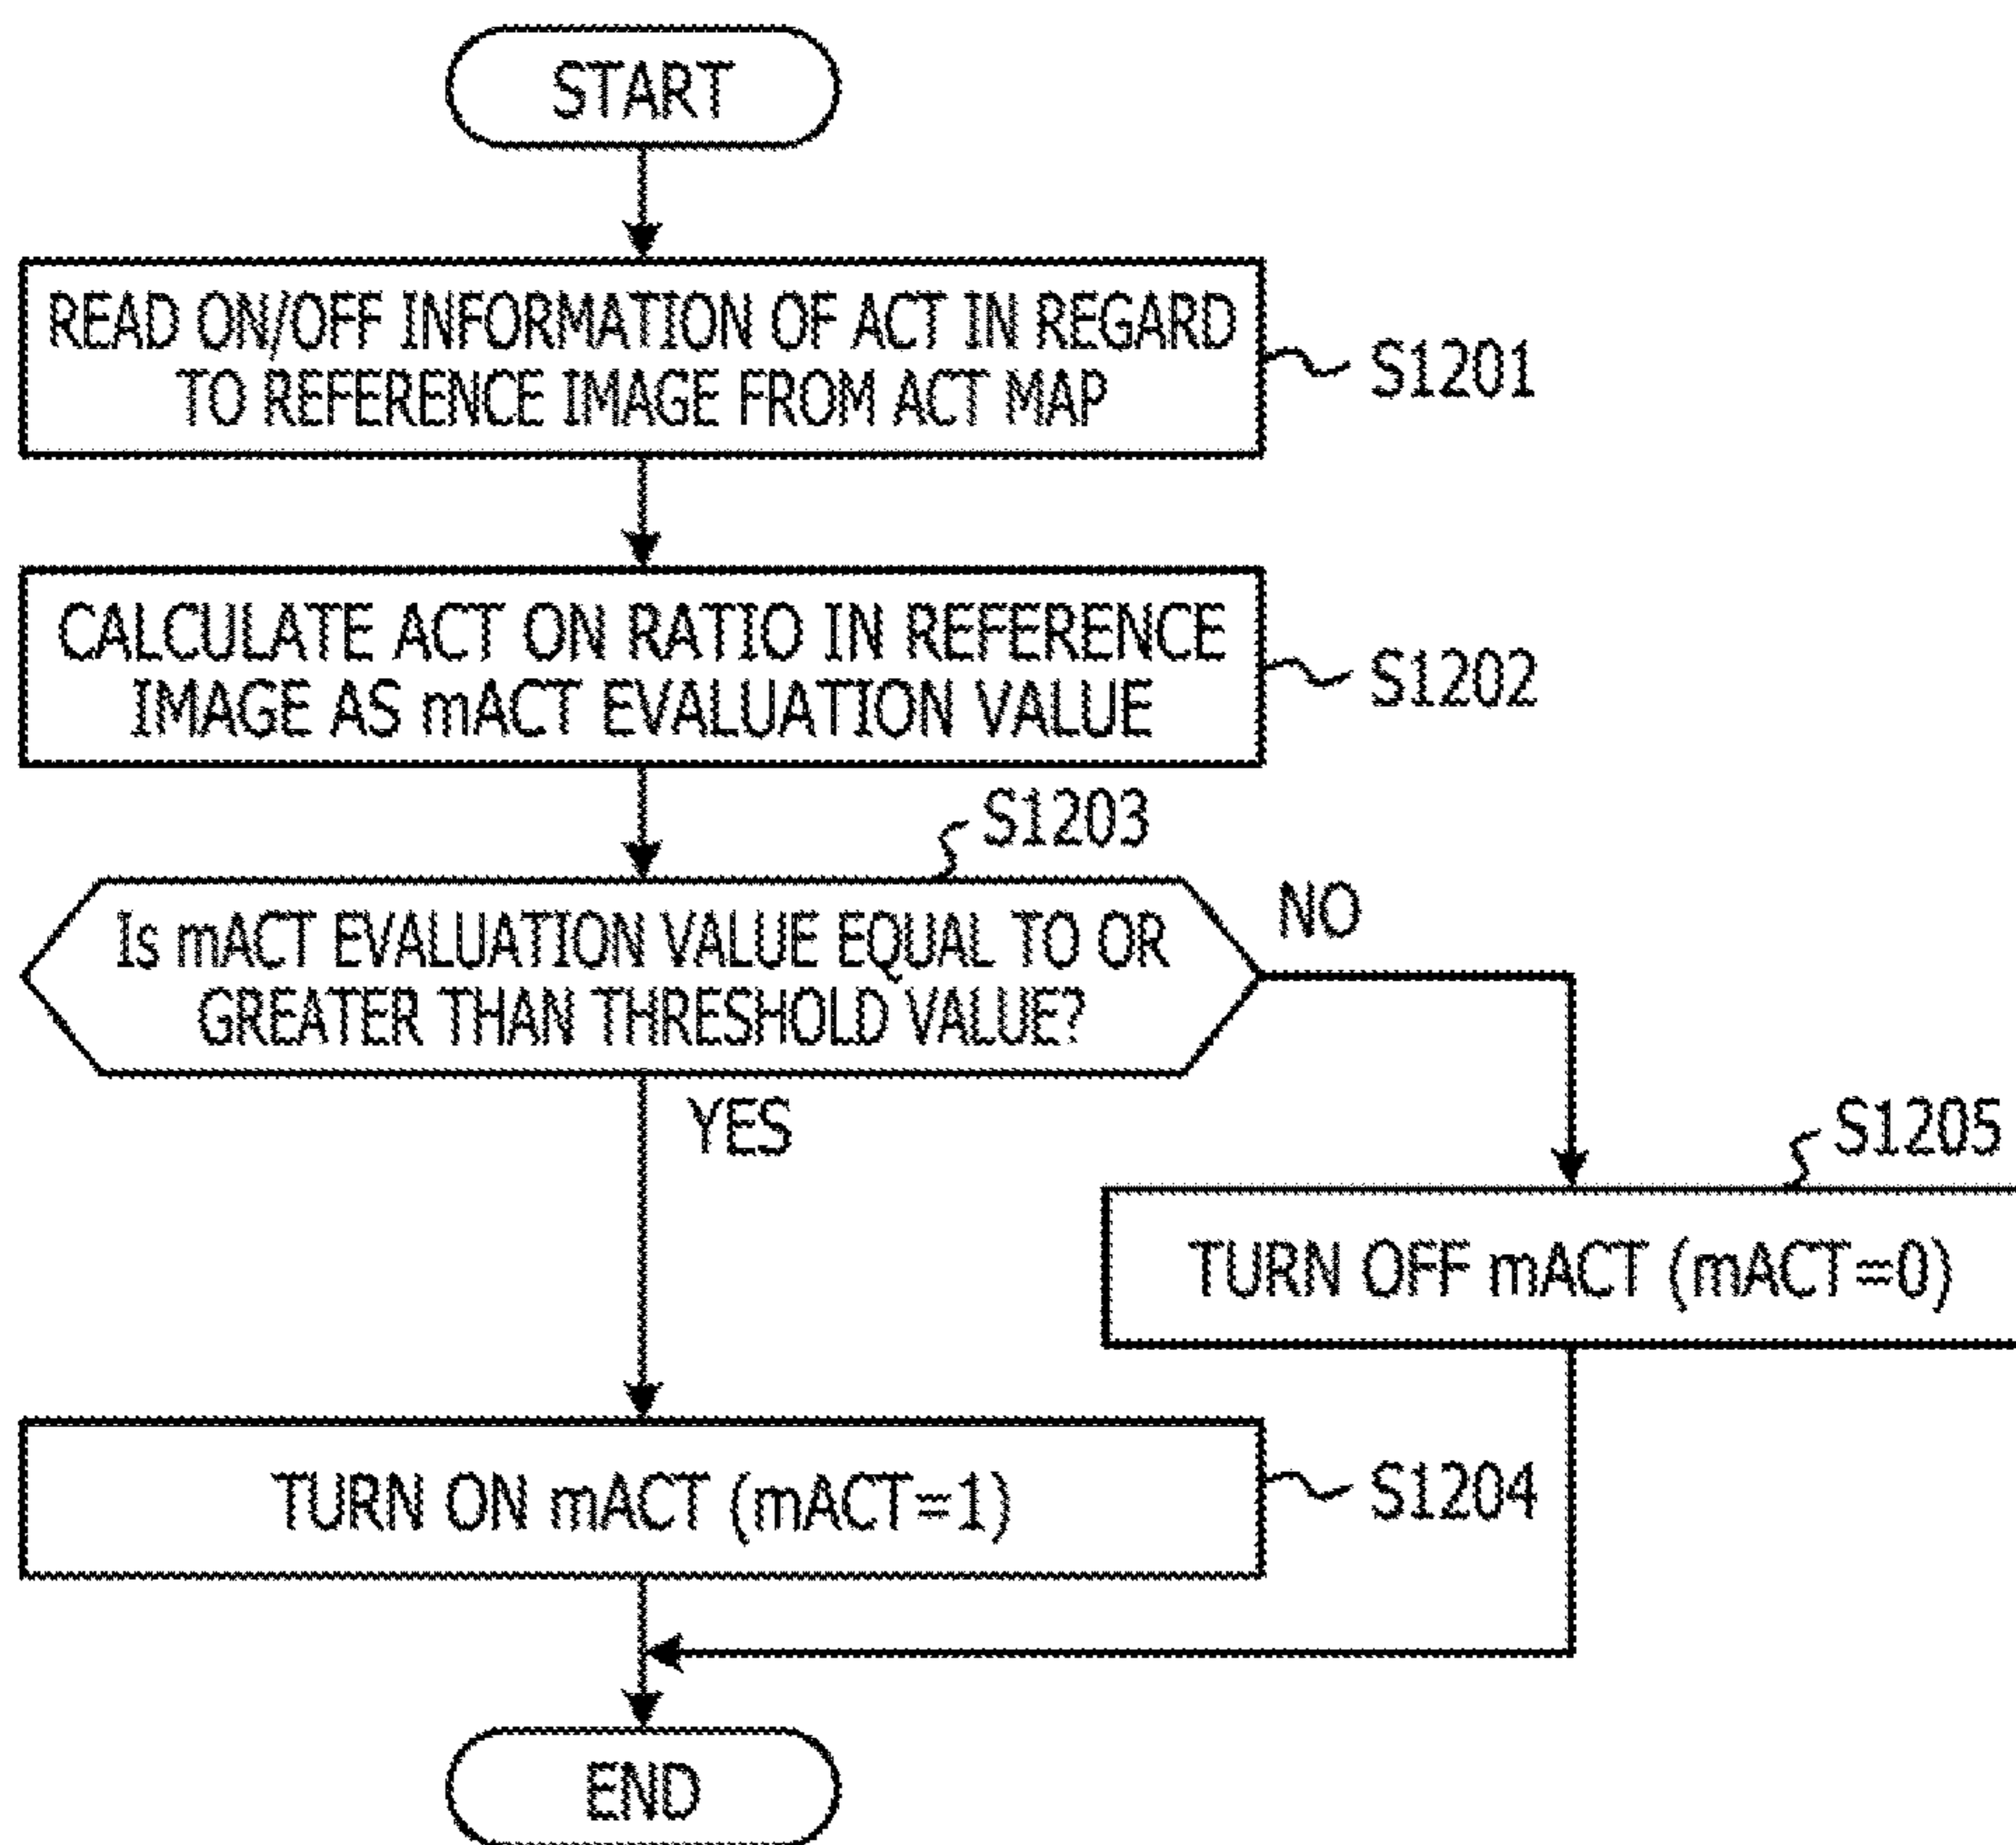 START
READ ON/OFF INFORMATION OF ACT IN REGARD
TO REFERENCE IMAGE FROM ACT MAP
S1201
CALCULATE ACT ON RATIO IN REFERENCE
IMAGE AS mACT EVALUATION VALUE
S1202
S1203
Is mACT EVALUATION VALUE EQUAL TO OR
GREATER THAN THRESHOLD VALUE?
NO
YES
S1205
TURN OFF mACT (mACT=0)
TURN ON mACT (mACT=1)
S1204
END